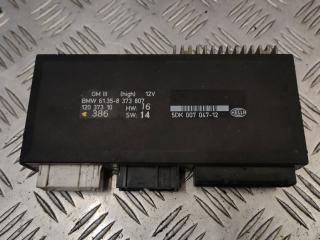 GM III (high) 12V
BMW 61.35-8 373 807
120 373 10 HW: 16
386 SW: 14
5DK 007 047-12